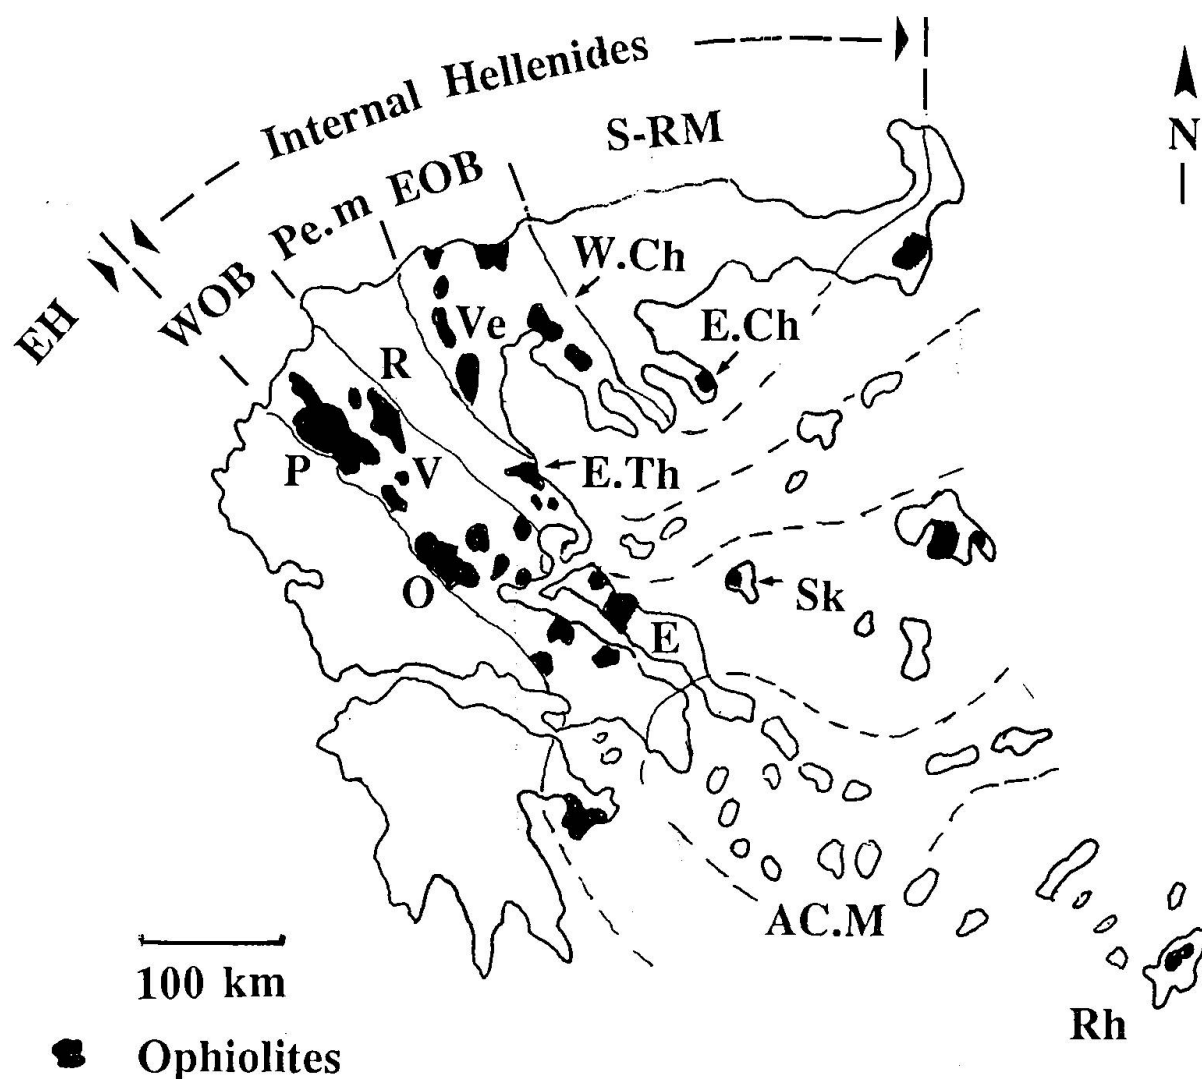 Internal Hellenides
S-RM
N
EH
WOB
Pe.m
EOB
W.Ch
Ve
E.Ch
R
P
V
E.Th
O
Sk
E
AC.M
100 km
Rh
Ophiolites